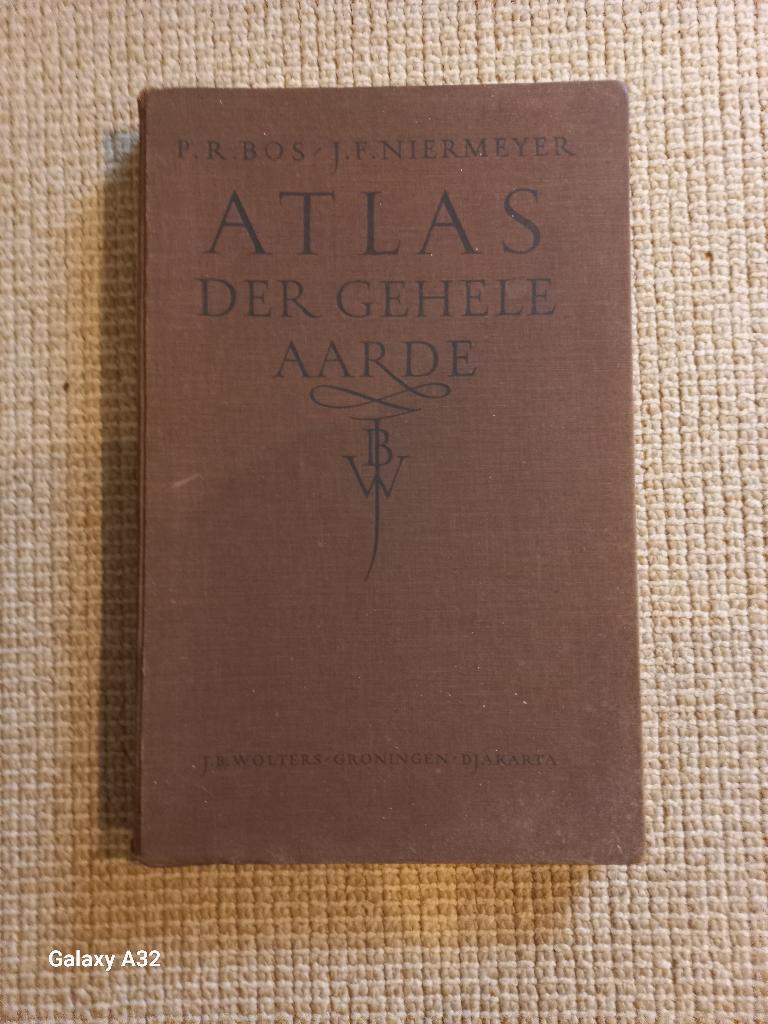 P.R.BOS / J.F.NIERMEYER
ATLAS
DER GEHELE
AARDE
JBW
J.B.WOLTERS · GRONINGEN · DJAKARTA
Galaxy A32